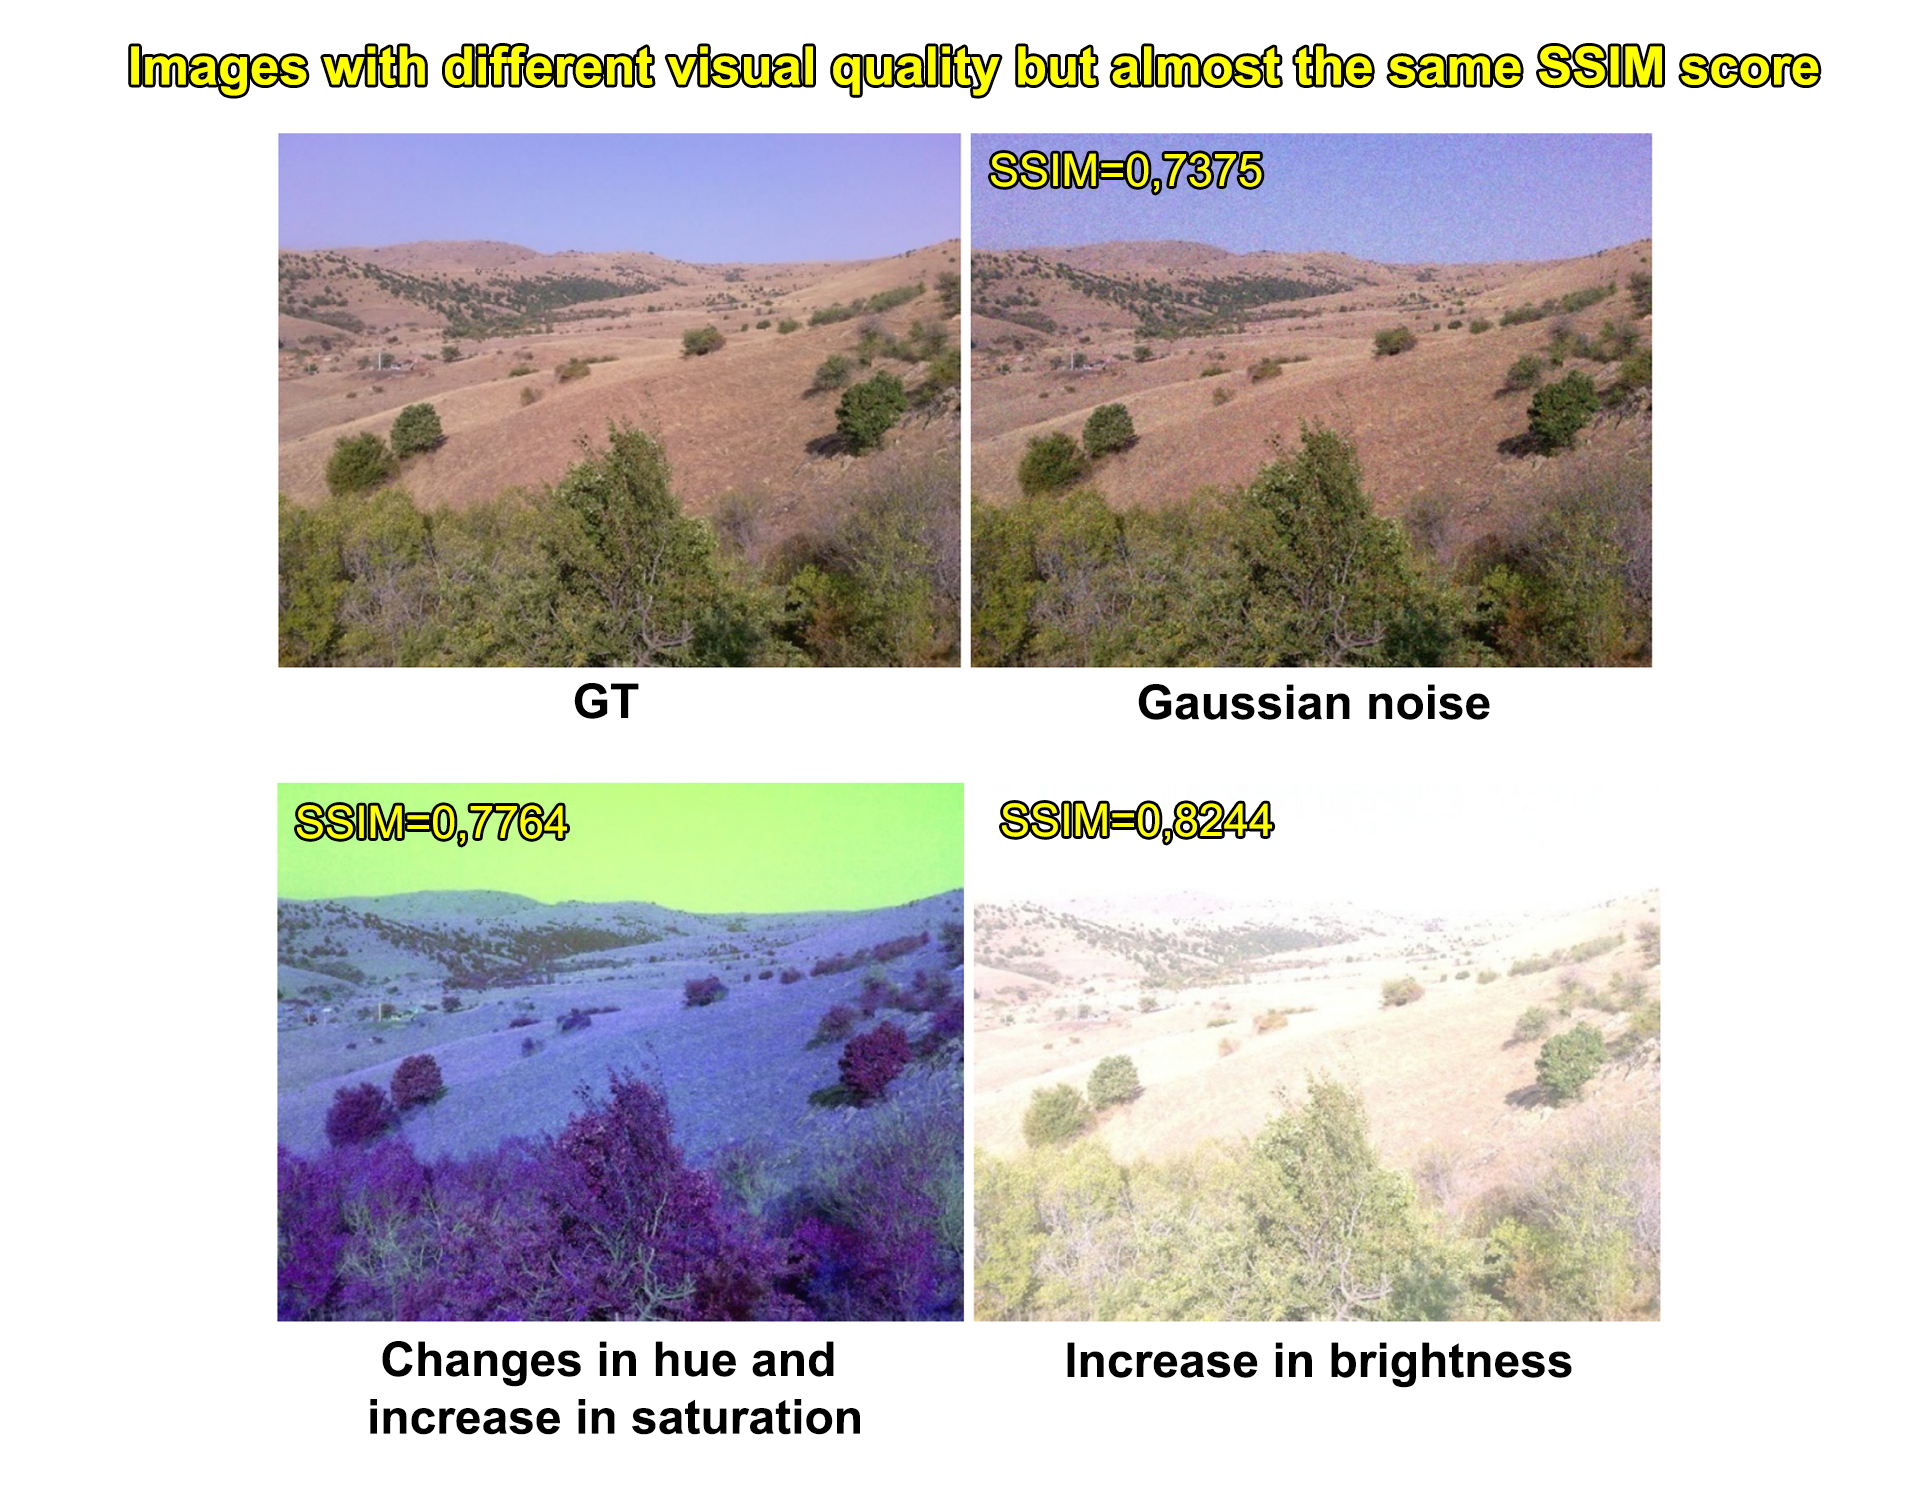 Images with different visual quality but almost the same SSIM score
SSIM=0,7375
GT
Gaussian noise
SSIM=0,7764
SSIM=0,8244
Changes in hue and
increase in saturation
Increase in brightness